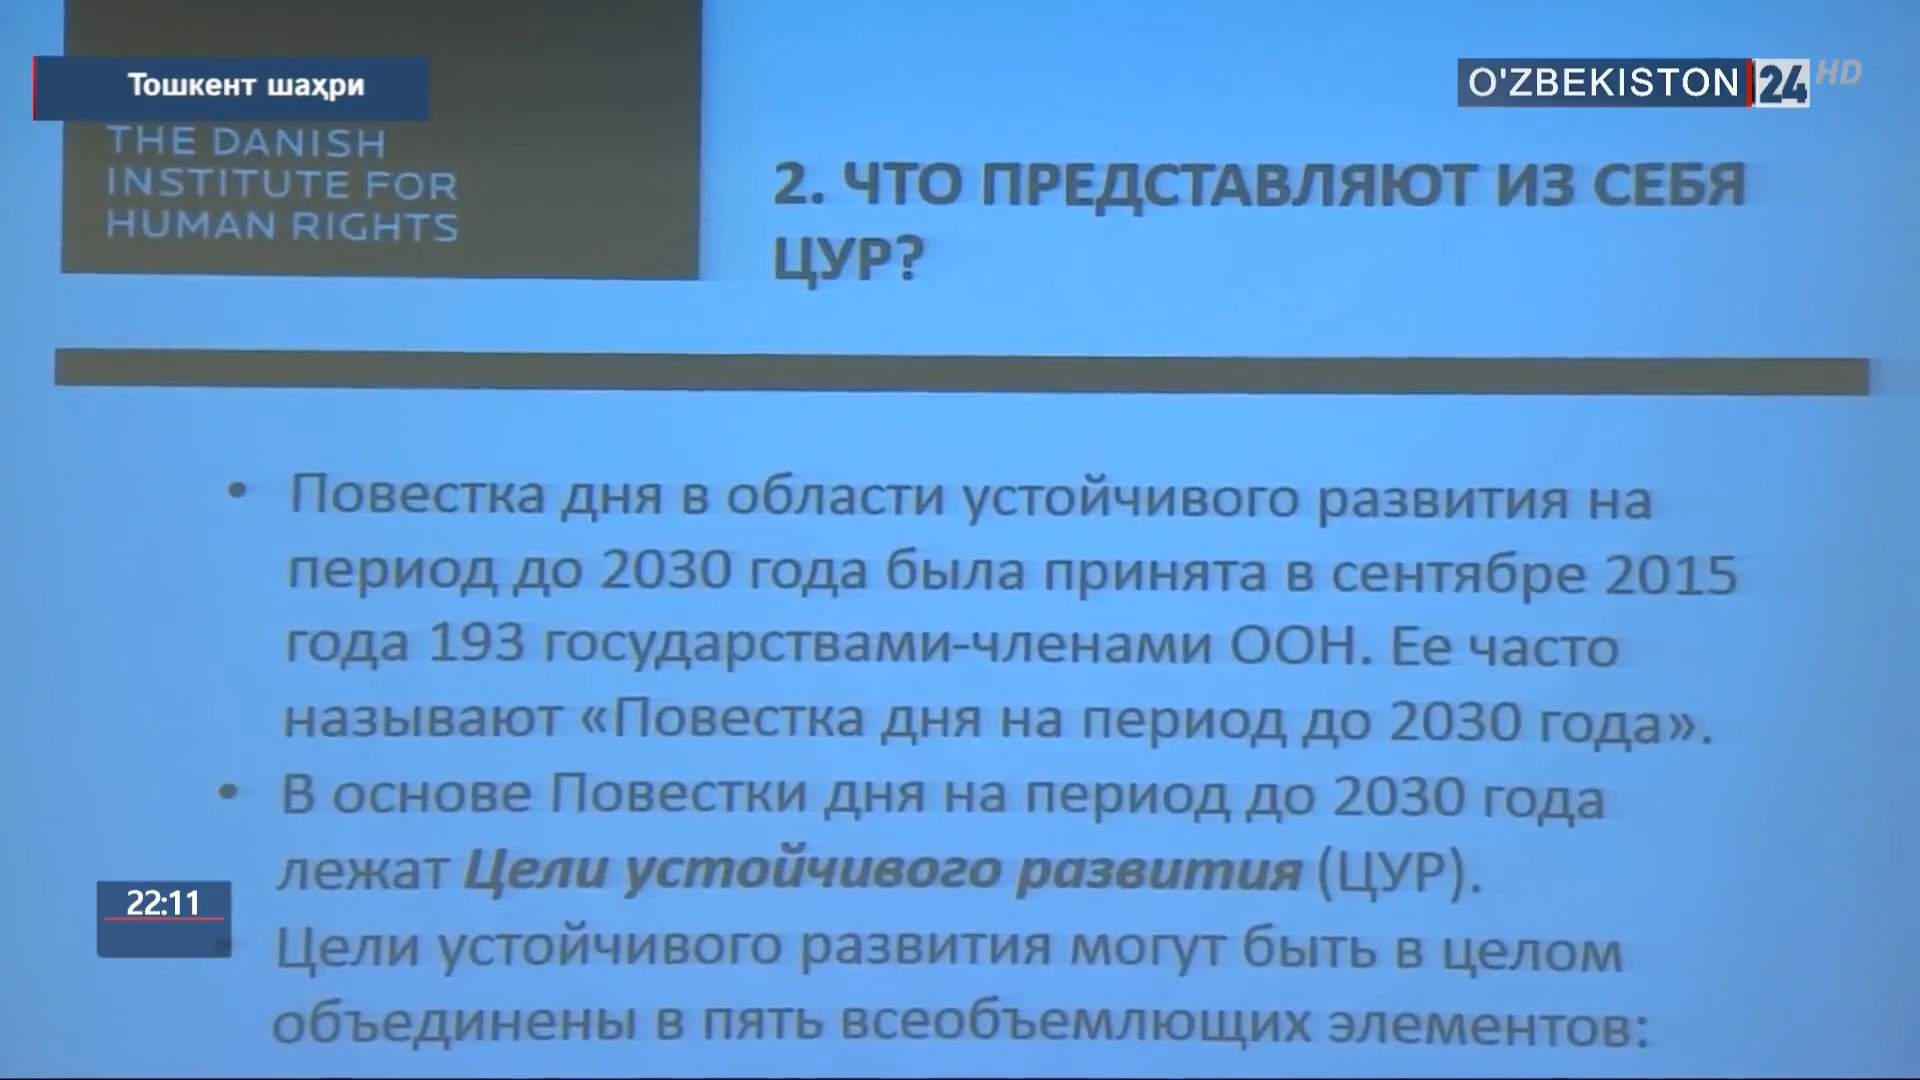 Тошкент шаҳри
O'ZBEKISTON 24 HD
THE DANISH
INSTITUTE FOR
HUMAN RIGHTS
2. ЧТО ПРЕДСТАВЛЯЮТ ИЗ СЕБЯ
ЦУР?
• Повестка дня в области устойчивого развития на
период до 2030 года была принята в сентябре 2015
года 193 государствами-членами ООН. Ее часто
называют «Повестка дня на период до 2030 года».
• В основе Повестки дня на период до 2030 года
лежат Цели устойчивого развития (ЦУР).
22:11
• Цели устойчивого развития могут быть в целом
объединены в пять всеобъемлющих элементов: